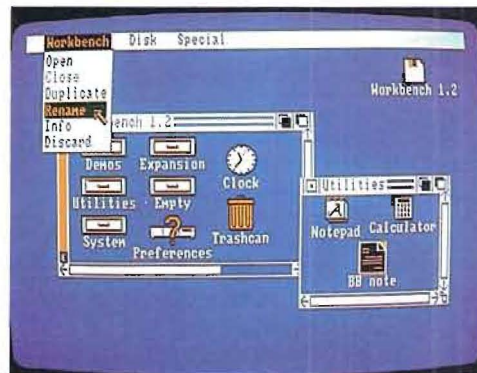 Workbench Disk Special
Open
Close
Duplicate
Rename
Info
Discard
Workbench 1.2
ench 1.2
Demos Expansion
Clock
Utilities Empty
System
Preferences
Trashcan
Utilities
Notepad Calculator
BB note